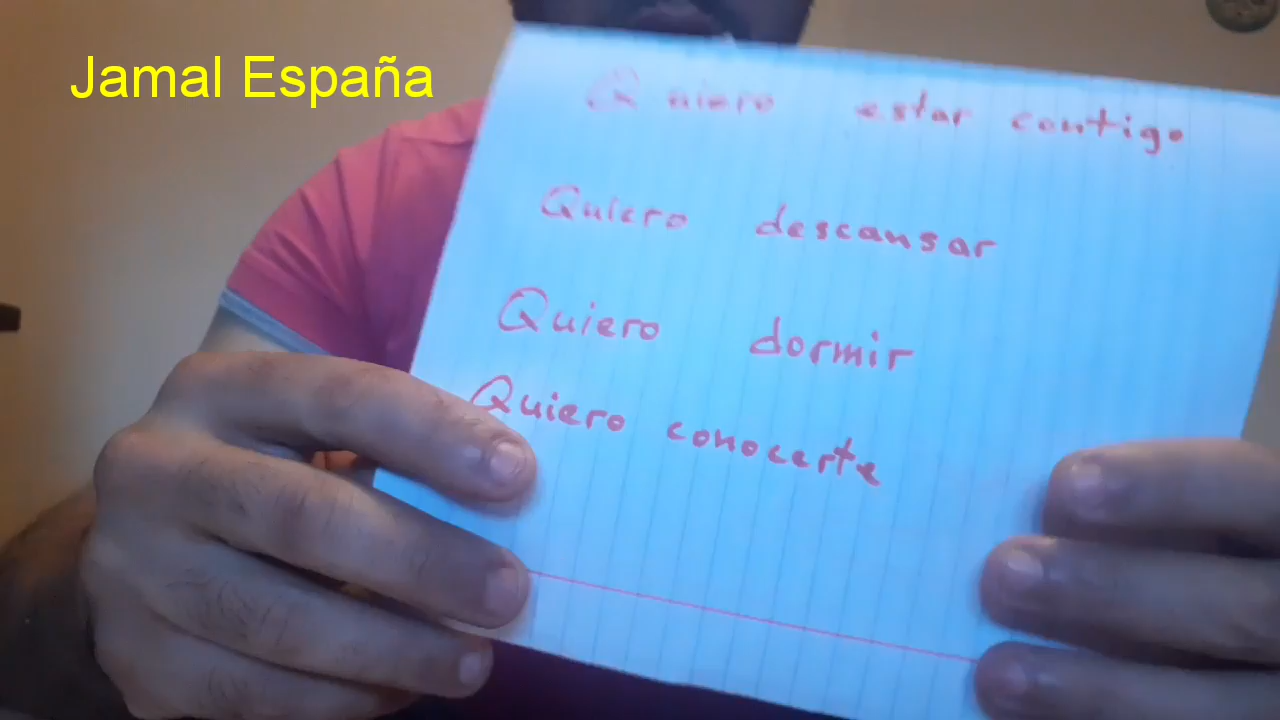 Jamal España
Quiero estar contigo
Quiero descansar
Quiero dormir
Quiero conocerte